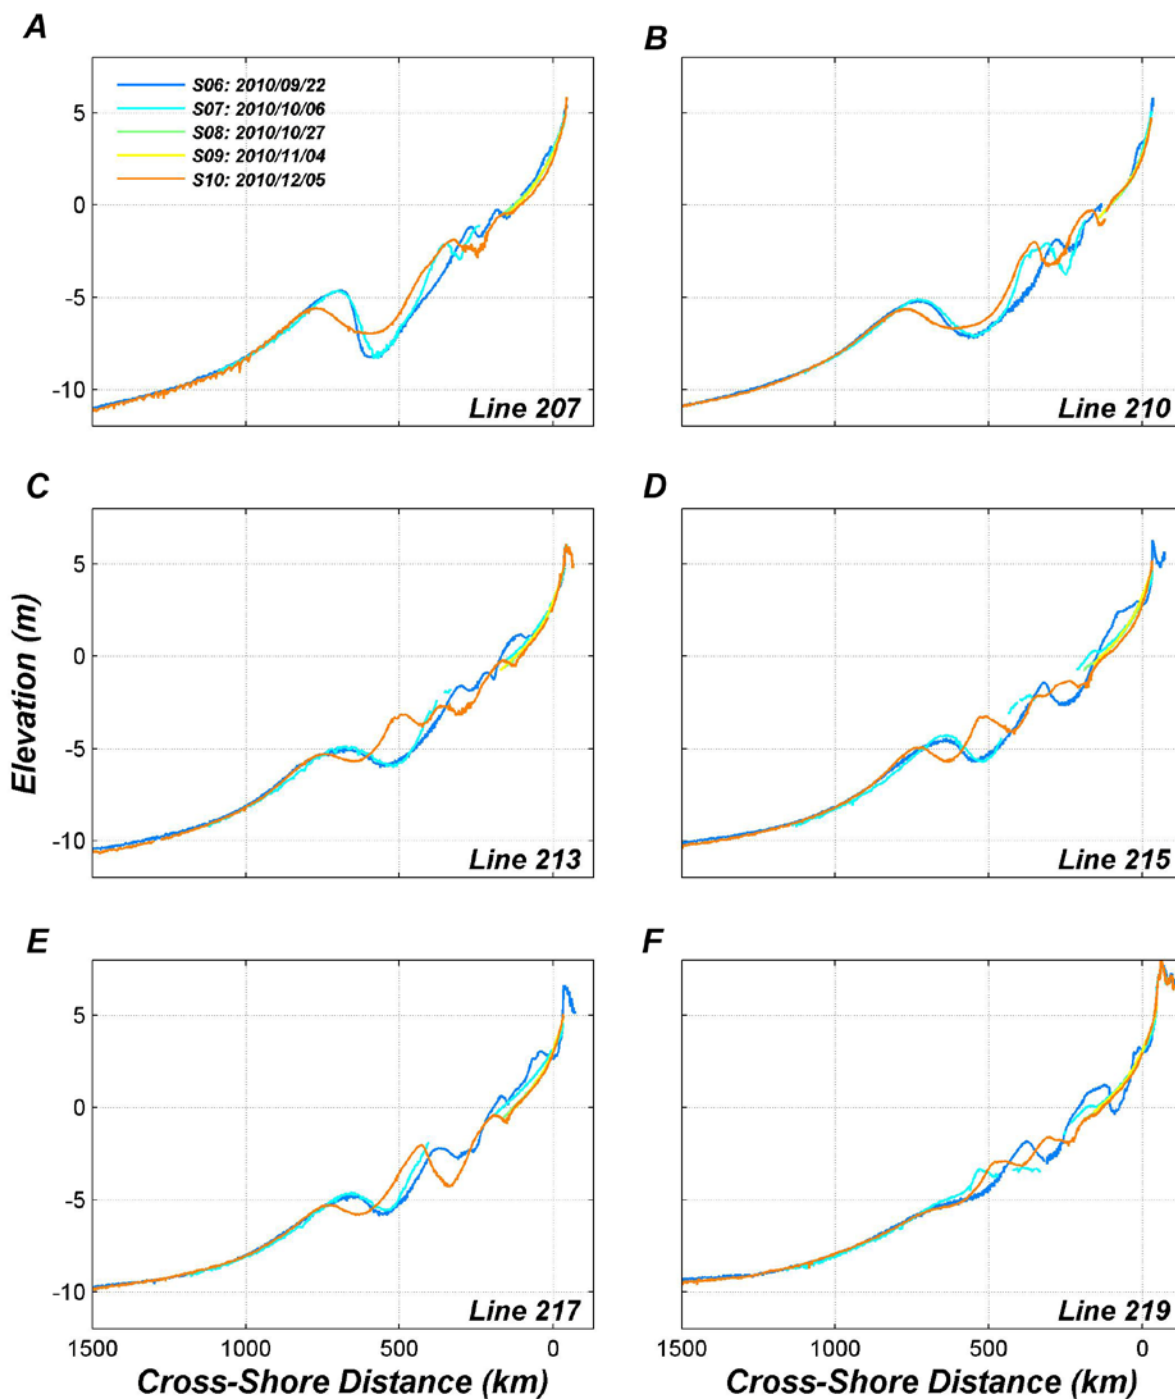 A
B
S06: 2010/09/22
S07: 2010/10/06
S08: 2010/10/27
S09: 2010/11/04
S10: 2010/12/05
5
0
-5
-10
Line 207
Line 210
C
D
5
0
-5
-10
Line 213
Line 215
Elevation (m)
E
F
5
0
-5
-10
Line 217
Line 219
1500 1000 500 0
1500 1000 500 0
Cross-Shore Distance (km)
Cross-Shore Distance (km)